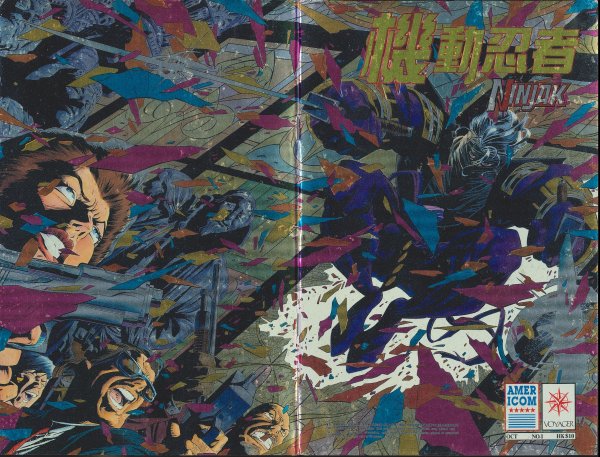 機動忍者
NINJAK
AMER
ICOM
VOYAGER
OCT NO.1 HK$10